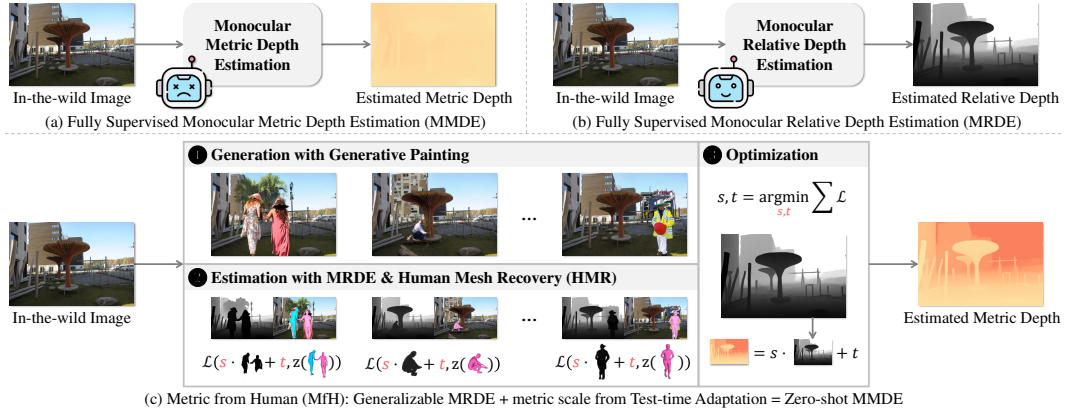 Monocular
Metric Depth
Estimation
In-the-wild Image
Estimated Metric Depth
(a) Fully Supervised Monocular Metric Depth Estimation (MMDE)
Monocular
Relative Depth
Estimation
In-the-wild Image
Estimated Relative Depth
(b) Fully Supervised Monocular Relative Depth Estimation (MRDE)
In-the-wild Image
1 Generation with Generative Painting
...
2 Estimation with MRDE & Human Mesh Recovery (HMR)
...
ℒ(s · + t, z( ))
ℒ(s · + t, z( ))
ℒ(s · + t, z( ))
3 Optimization
s, t = argmin ∑ ℒ
s,t
= s · + t
Estimated Metric Depth
(c) Metric from Human (MfH): Generalizable MRDE + metric scale from Test-time Adaptation = Zero-shot MMDE